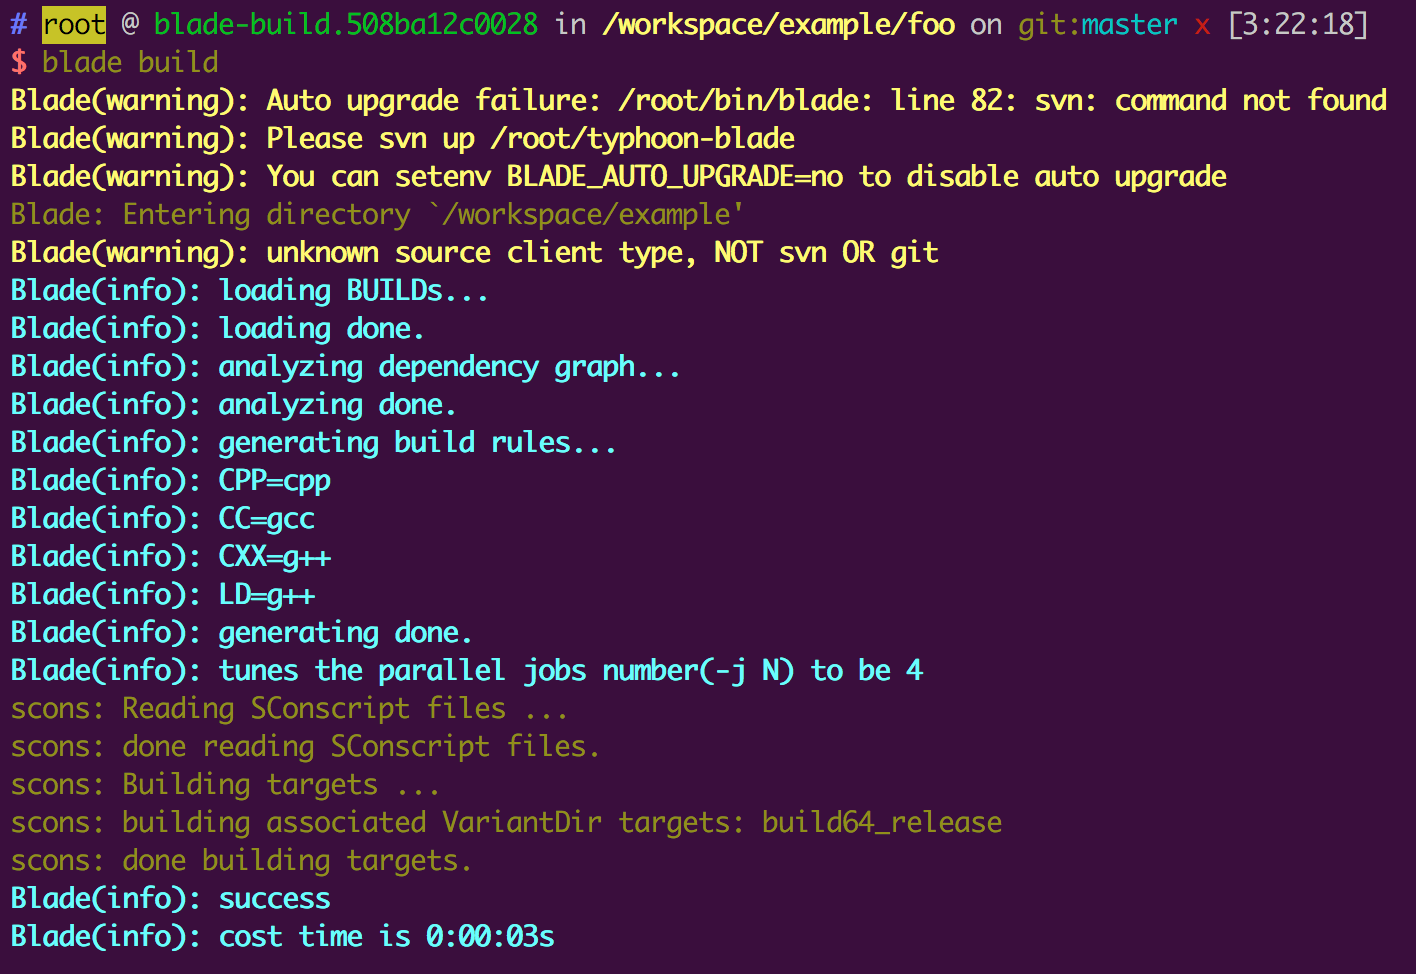 # root @ blade-build.508ba12c0028 in /workspace/example/foo on git:master x [3:22:18]
$ blade build
Blade(warning): Auto upgrade failure: /root/bin/blade: line 82: svn: command not found
Blade(warning): Please svn up /root/typhoon-blade
Blade(warning): You can setenv BLADE_AUTO_UPGRADE=no to disable auto upgrade
Blade: Entering directory `/workspace/example'
Blade(warning): unknown source client type, NOT svn OR git
Blade(info): loading BUILDs...
Blade(info): loading done.
Blade(info): analyzing dependency graph...
Blade(info): analyzing done.
Blade(info): generating build rules...
Blade(info): CPP=cpp
Blade(info): CC=gcc
Blade(info): CXX=g++
Blade(info): LD=g++
Blade(info): generating done.
Blade(info): tunes the parallel jobs number(-j N) to be 4
scons: Reading SConscript files ...
scons: done reading SConscript files.
scons: Building targets ...
scons: building associated VariantDir targets: build64_release
scons: done building targets.
Blade(info): success
Blade(info): cost time is 0:00:03s